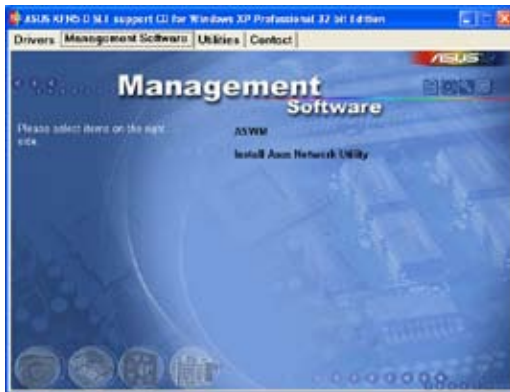 ASUS KFN5-D SLI support CD for Windows XP Professional 32 bit Edition
Drivers Management Software Utilities Contact
ASUS
Management
Software
Please select items on the right
side.
ASWM
Install Asus Network Utility